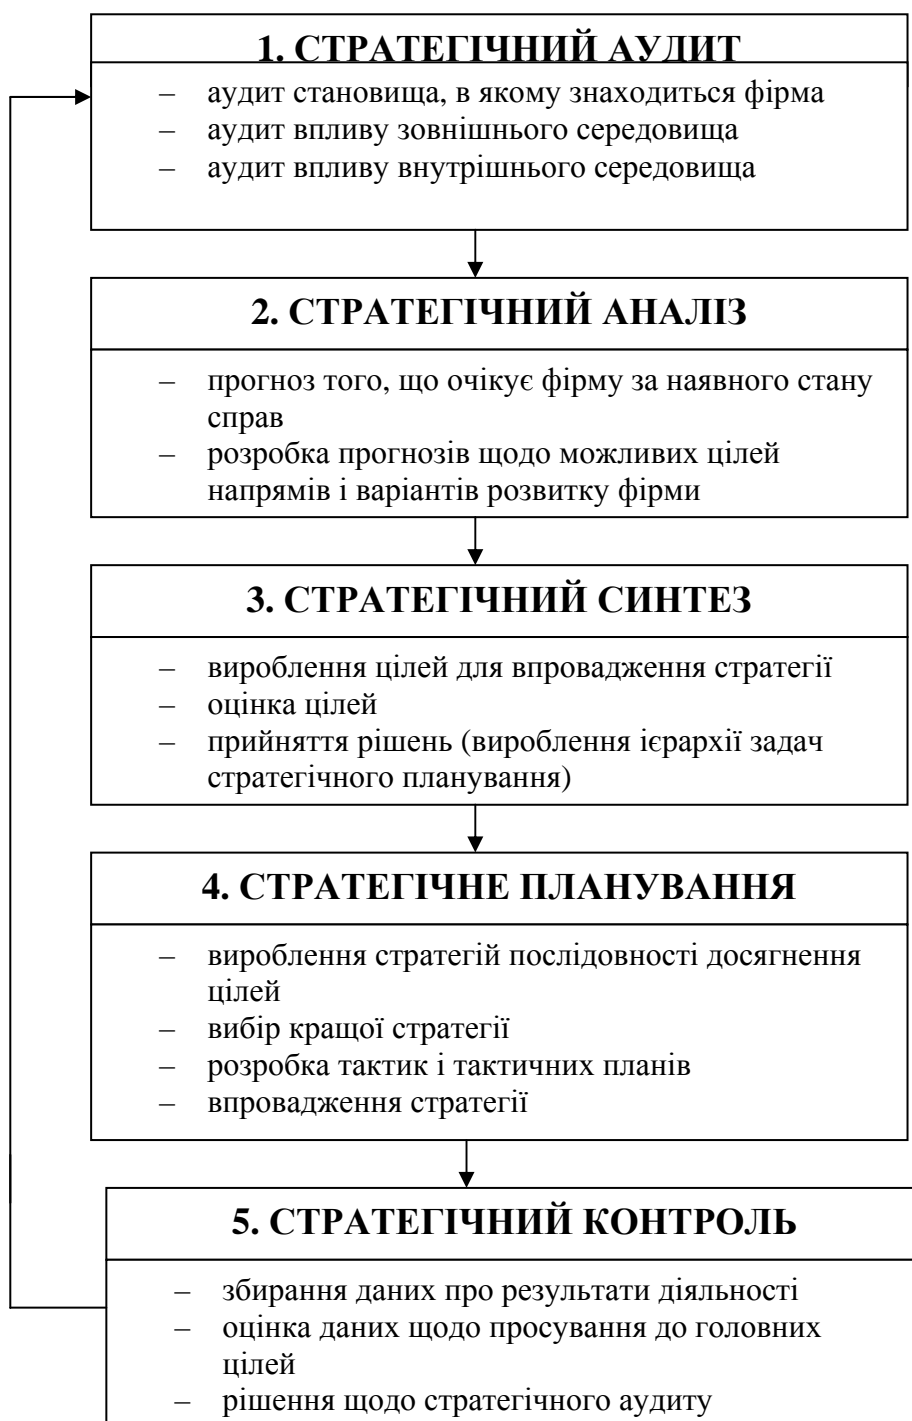 1. СТРАТЕГІЧНИЙ АУДИТ
– аудит становища, в якому знаходиться фірма
– аудит впливу зовнішнього середовища
– аудит впливу внутрішнього середовища
2. СТРАТЕГІЧНИЙ АНАЛІЗ
– прогноз того, що очікує фірму за наявного стану
справ
– розробка прогнозів щодо можливих цілей
напрямів і варіантів розвитку фірми
3. СТРАТЕГІЧНИЙ СИНТЕЗ
– вироблення цілей для впровадження стратегії
– оцінка цілей
– прийняття рішень (вироблення ієрархії задач
стратегічного планування)
4. СТРАТЕГІЧНЕ ПЛАНУВАННЯ
– вироблення стратегій послідовності досягнення
цілей
– вибір кращої стратегії
– розробка тактик і тактичних планів
– впровадження стратегії
5. СТРАТЕГІЧНИЙ КОНТРОЛЬ
– збирання даних про результати діяльності
– оцінка даних щодо просування до головних
цілей
– рішення щодо стратегічного аудиту